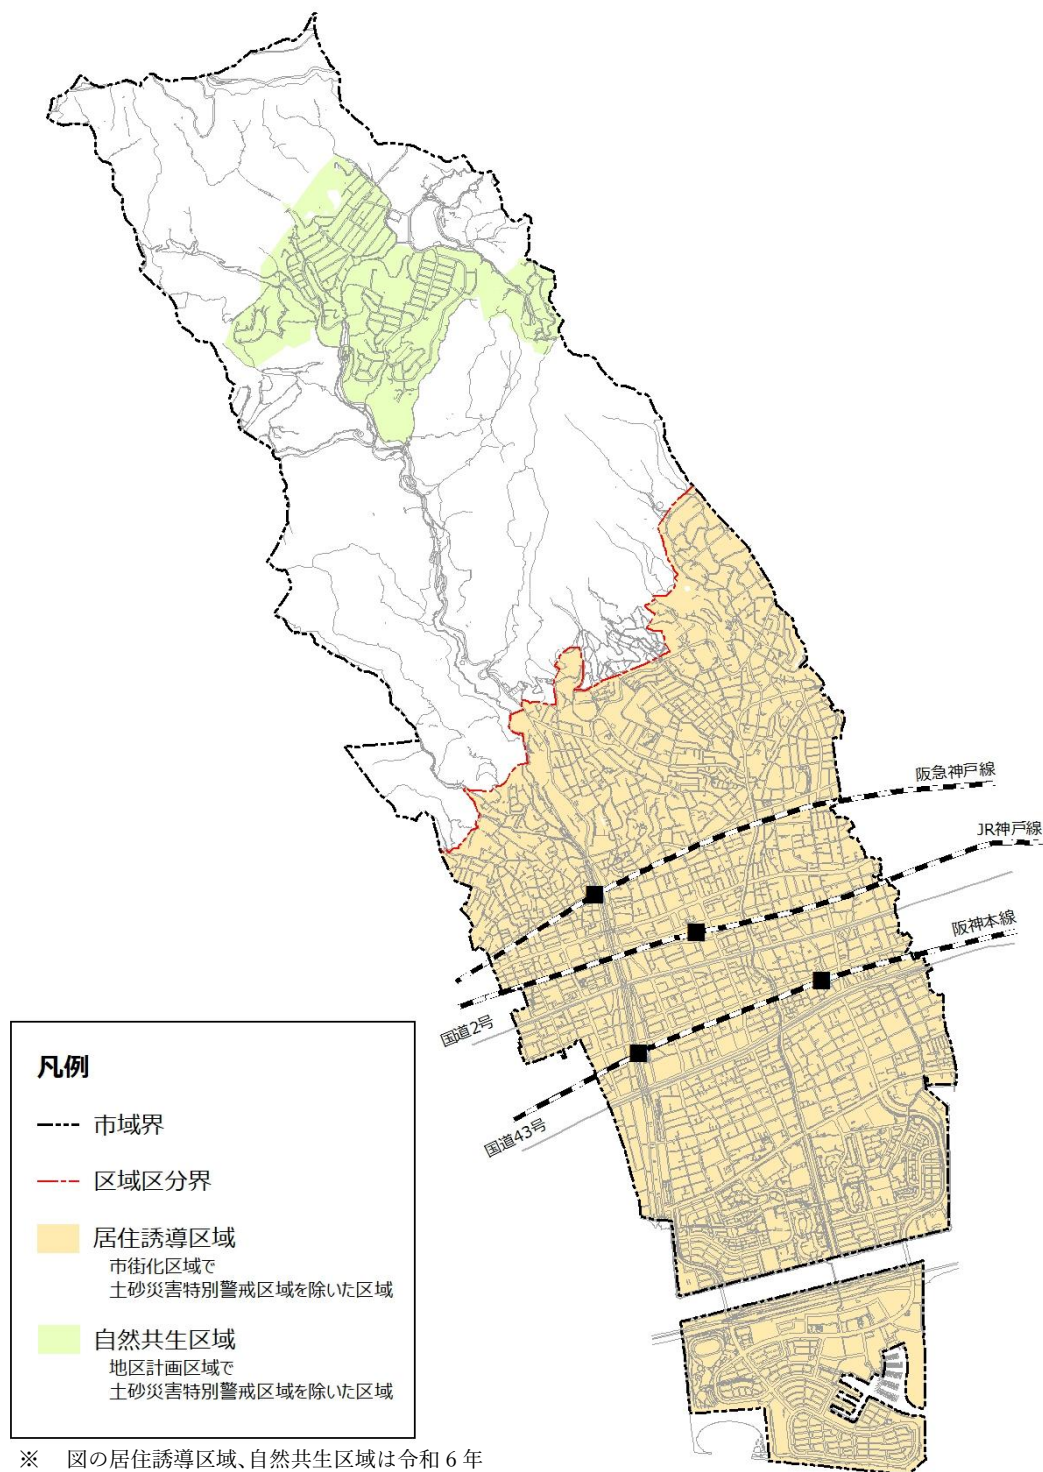 阪急神戸線
JR神戸線
阪神本線
国道2号
国道43号
凡例
市域界
区域区分界
居住誘導区域
市街化区域で
土砂災害特別警戒区域を除いた区域
自然共生区域
地区計画区域で
土砂災害特別警戒区域を除いた区域
※ 図の居住誘導区域、自然共生区域は令和 6 年